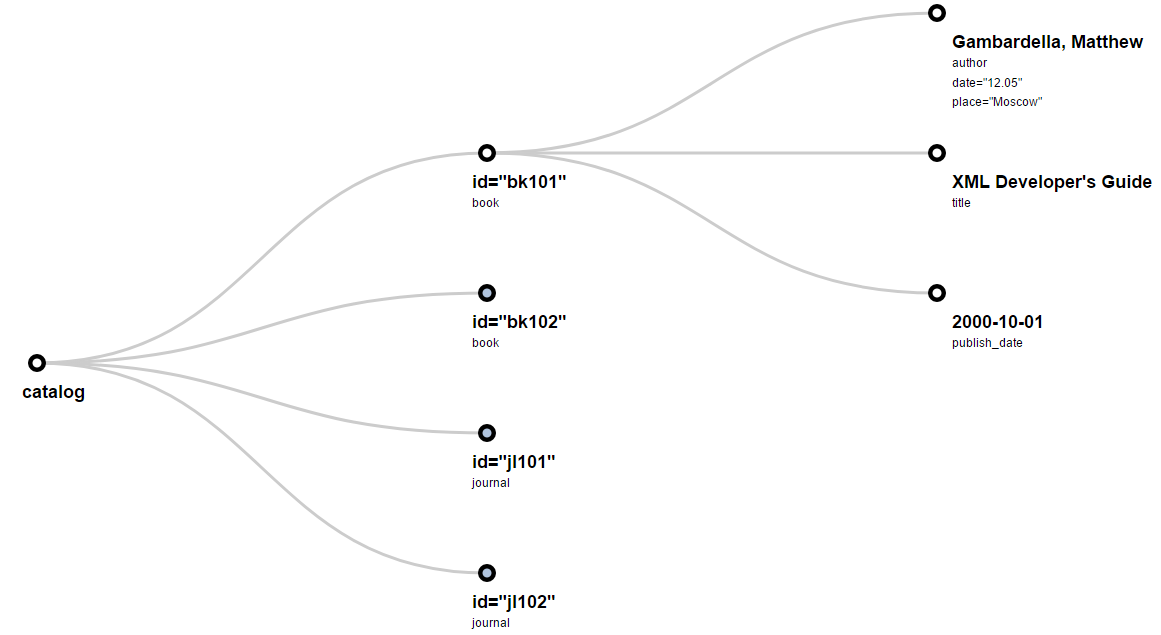 catalog
id="bk101"
book
id="bk102"
book
id="jl101"
journal
id="jl102"
journal
Gambardella, Matthew
author
date="12.05"
place="Moscow"
XML Developer's Guide
title
2000-10-01
publish_date